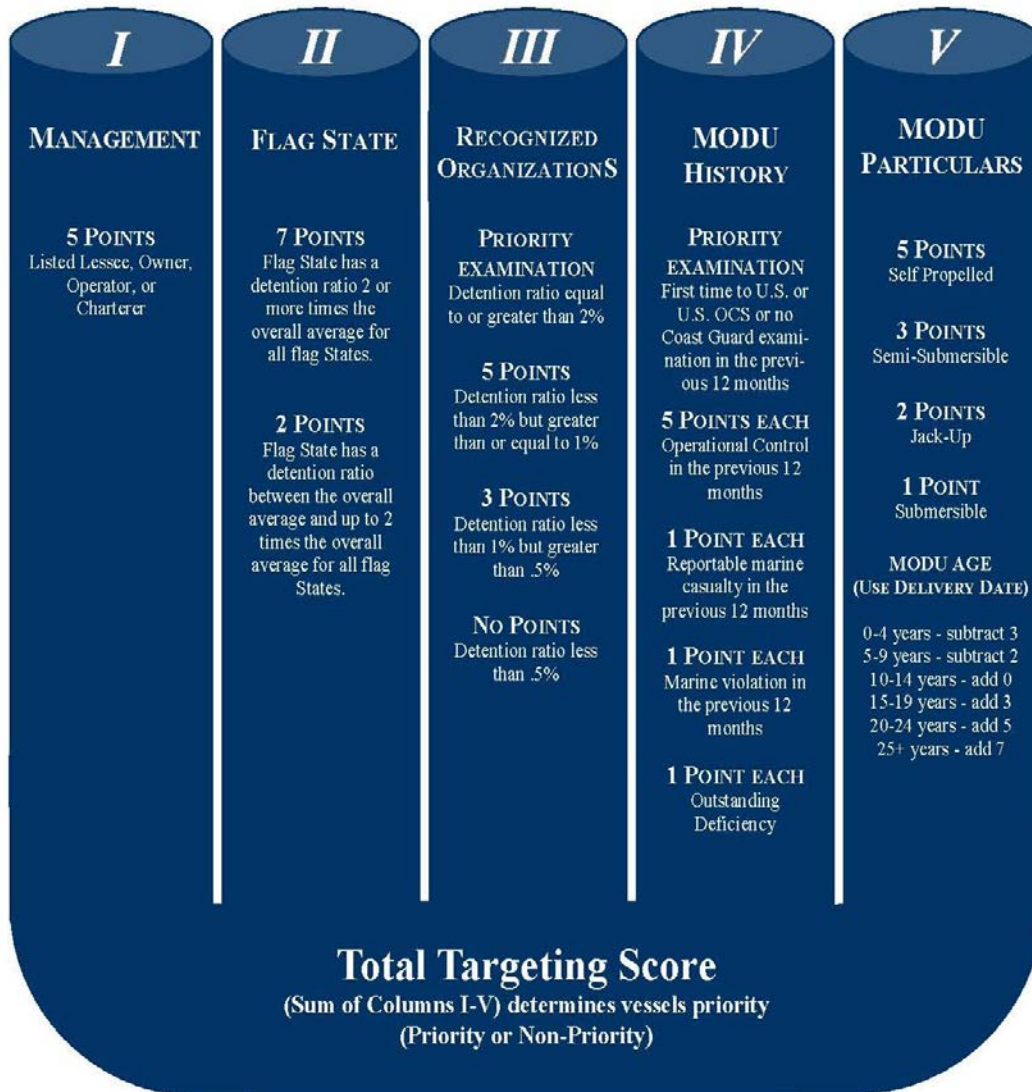 I
MANAGEMENT
5 POINTS
Listed Lessee, Owner,
Operator, or
Charterer
II
FLAG STATE
7 POINTS
Flag State has a
detention ratio 2 or
more times the
overall average for
all flag States.
2 POINTS
Flag State has a
detention ratio
between the overall
average and up to 2
times the overall
average for all flag
States.
III
RECOGNIZED
ORGANIZATIONS
PRIORITY
EXAMINATION
Detention ratio equal
to or greater than 2%
5 POINTS
Detention ratio less
than 2% but greater
than or equal to 1%
3 POINTS
Detention ratio less
than 1% but greater
than .5%
NO POINTS
Detention ratio less
than .5%
IV
MODU
HISTORY
PRIORITY
EXAMINATION
First time to U.S. or
U.S. OCS or no
Coast Guard exami-
nation in the previ-
ous 12 months
5 POINTS EACH
Operational Control
in the previous 12
months
1 POINT EACH
Reportable marine
casualty in the
previous 12 months
1 POINT EACH
Marine violation in
the previous 12
months
1 POINT EACH
Outstanding
Deficiency
V
MODU
PARTICULARS
5 POINTS
Self Propelled
3 POINTS
Semi-Submersible
2 POINTS
Jack-Up
1 POINT
Submersible
MODU AGE
(USE DELIVERY DATE)
0-4 years - subtract 3
5-9 years - subtract 2
10-14 years - add 0
15-19 years - add 3
20-24 years - add 5
25+ years - add 7
Total Targeting Score
(Sum of Columns I-V) determines vessels priority
(Priority or Non-Priority)